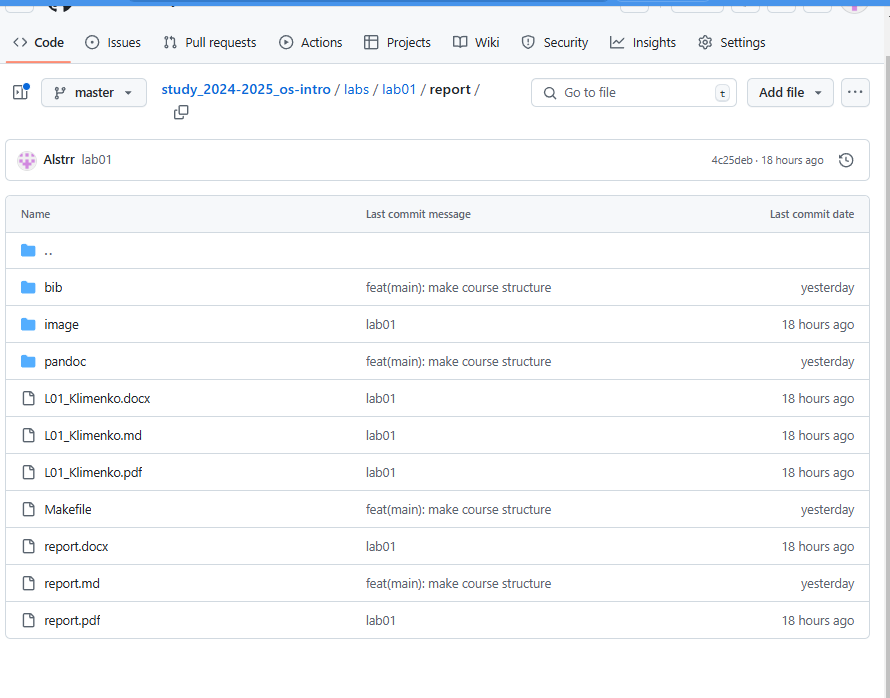 Code Issues Pull requests Actions Projects Wiki Security Insights Settings
master study_2024-2025_os-intro / labs / lab01 / report / Go to file t Add file
Alstrr lab01 4c25deb · 18 hours ago
Name Last commit message Last commit date
..
bib feat(main): make course structure yesterday
image lab01 18 hours ago
pandoc feat(main): make course structure yesterday
L01_Klimenko.docx lab01 18 hours ago
L01_Klimenko.md lab01 18 hours ago
L01_Klimenko.pdf lab01 18 hours ago
Makefile feat(main): make course structure yesterday
report.docx lab01 18 hours ago
report.md feat(main): make course structure yesterday
report.pdf lab01 18 hours ago